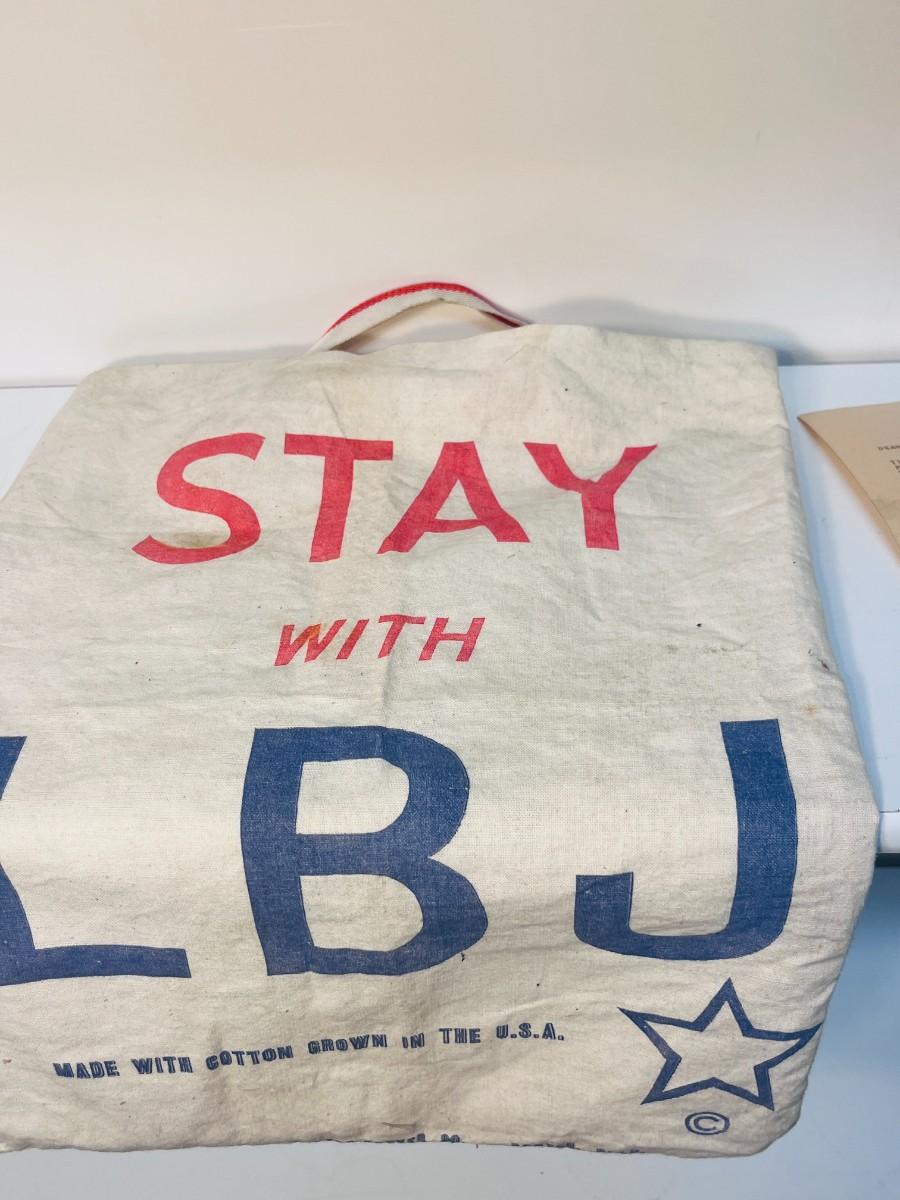 STAY
WITH
LBJ
MADE WITH COTTON GROWN IN THE U.S.A.
©